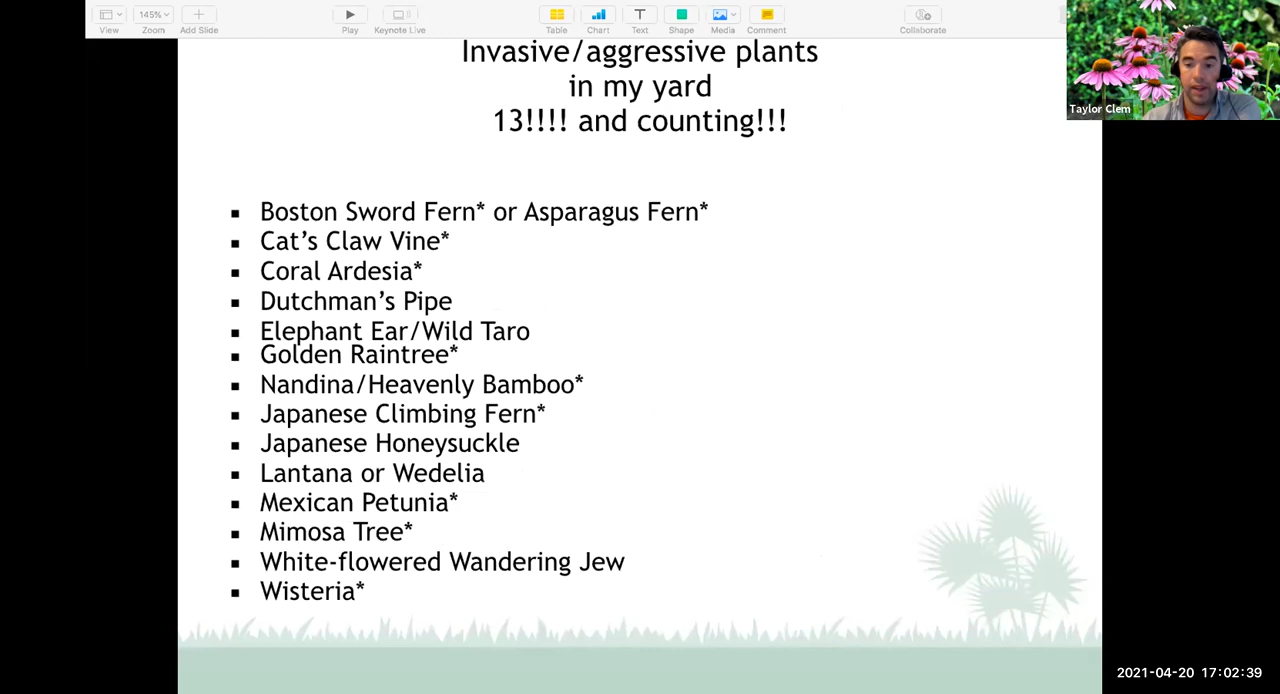 View
Zoom
145%
Add Slide
Play
Keynote Live
Table
Chart
Text
Shape
Media
Comment
Collaborate
Taylor Clem
Invasive/aggressive plants
in my yard
13!!!! and counting!!!
Boston Sword Fern* or Asparagus Fern*
Cat's Claw Vine*
Coral Ardesia*
Dutchman's Pipe
Elephant Ear/Wild Taro
Golden Raintree*
Nandina/Heavenly Bamboo*
Japanese Climbing Fern*
Japanese Honeysuckle
Lantana or Wedelia
Mexican Petunia*
Mimosa Tree*
White-flowered Wandering Jew
Wisteria*
2021-04-20 17:02:39